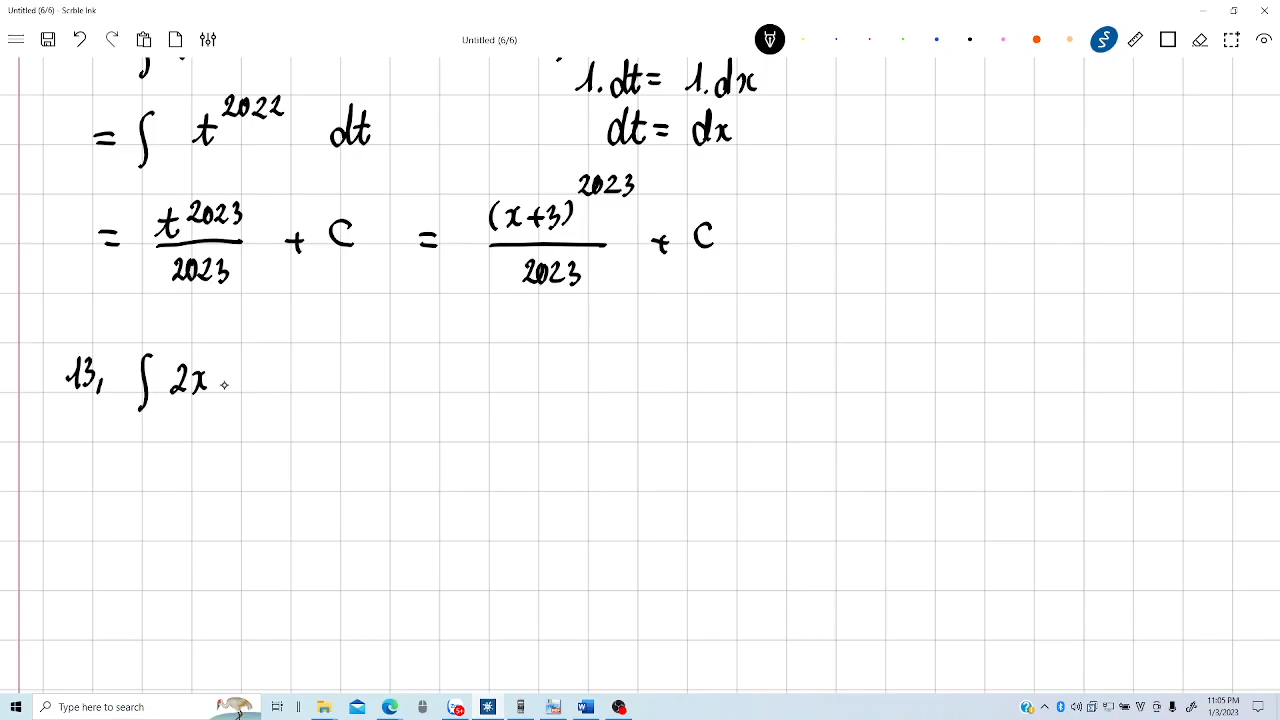 Untitled (6/6) - Scrble Ink
Untitled (6/6)
1.dt = 1.dx
= ∫ t^2022 dt
dt = dx
= t^2023/2023 + C = (x+3)^2023/2023 + C
13, ∫ 2x
Type here to search
11:05 PM
1/3/2023